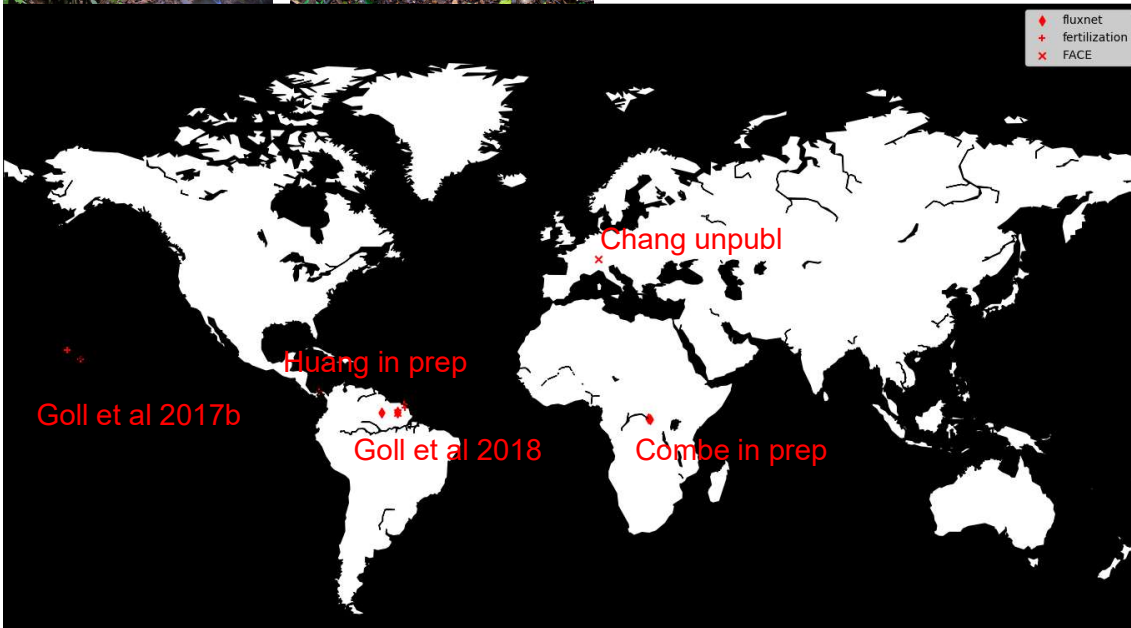 fluxnet
fertilization
FACE
Chang unpubl
Huang in prep
Goll et al 2017b
Goll et al 2018
Combe in prep